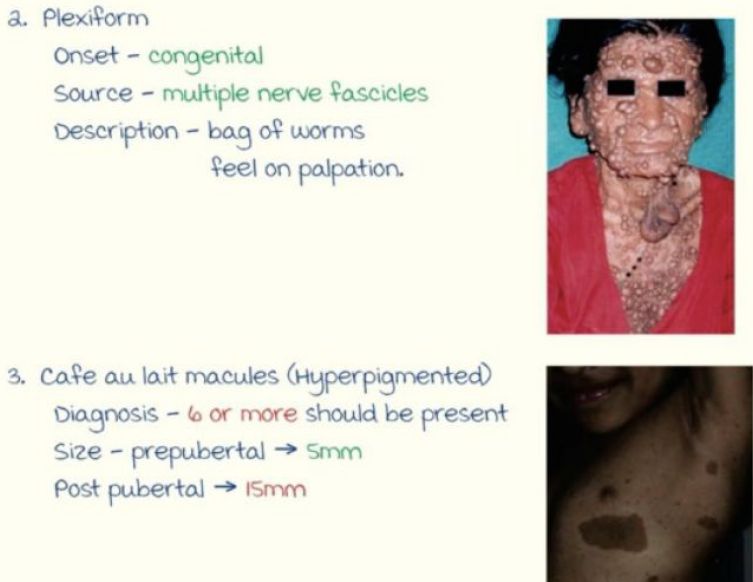 2. Plexiform
Onset - congenital
Source - multiple nerve fascicles
Description - bag of worms
feel on palpation.
3. Cafe au lait macules (Hyperpigmented)
Diagnosis - 6 or more should be present
Size - prepubertal → 5mm
Post pubertal → 15mm